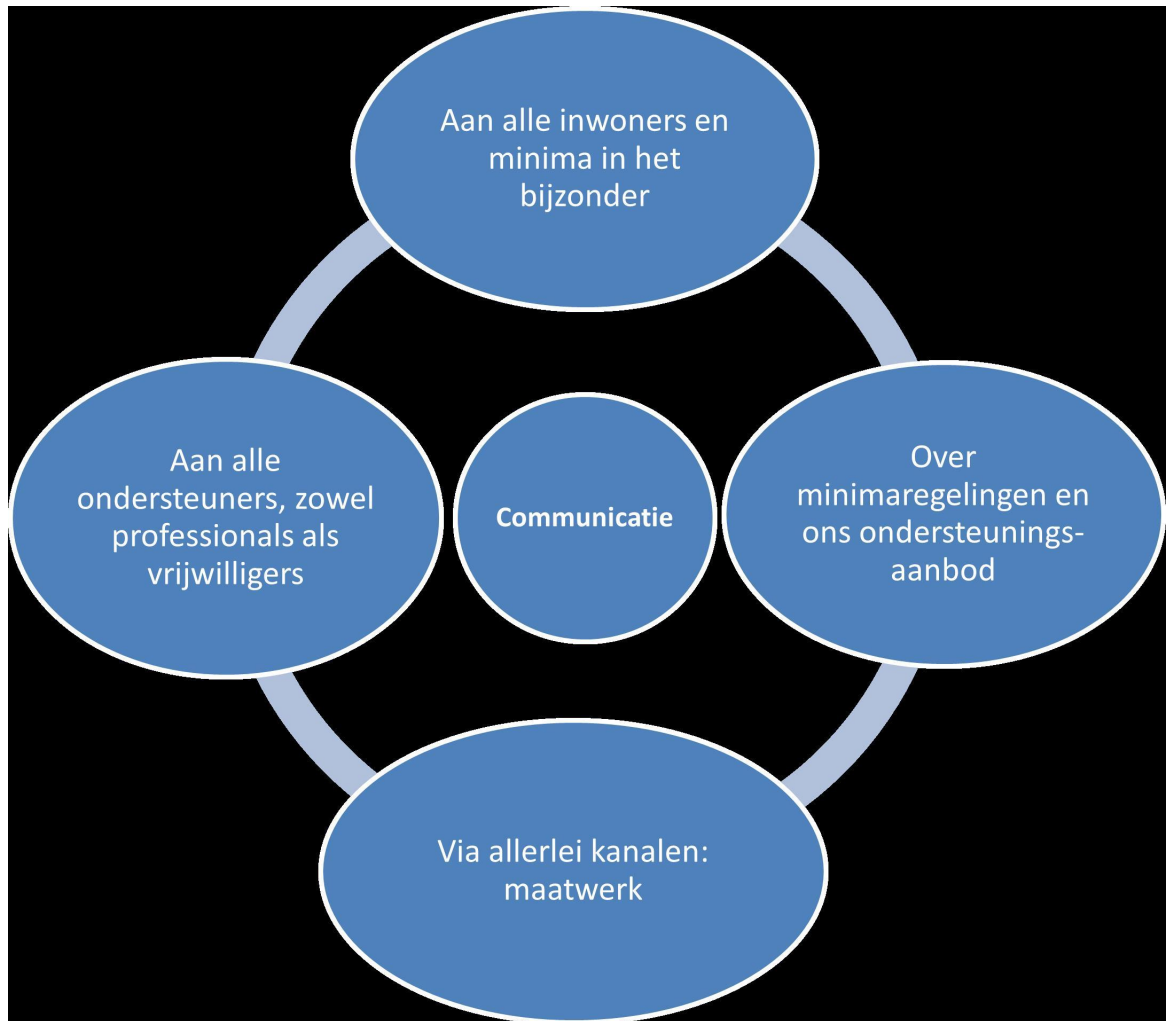 Aan alle inwoners en
minima in het
bijzonder
Aan alle
ondersteuners, zowel
professionals als
vrijwilligers
Communicatie
Over
minimaregelingen en
ons ondersteunings-
aanbod
Via allerlei kanalen:
maatwerk